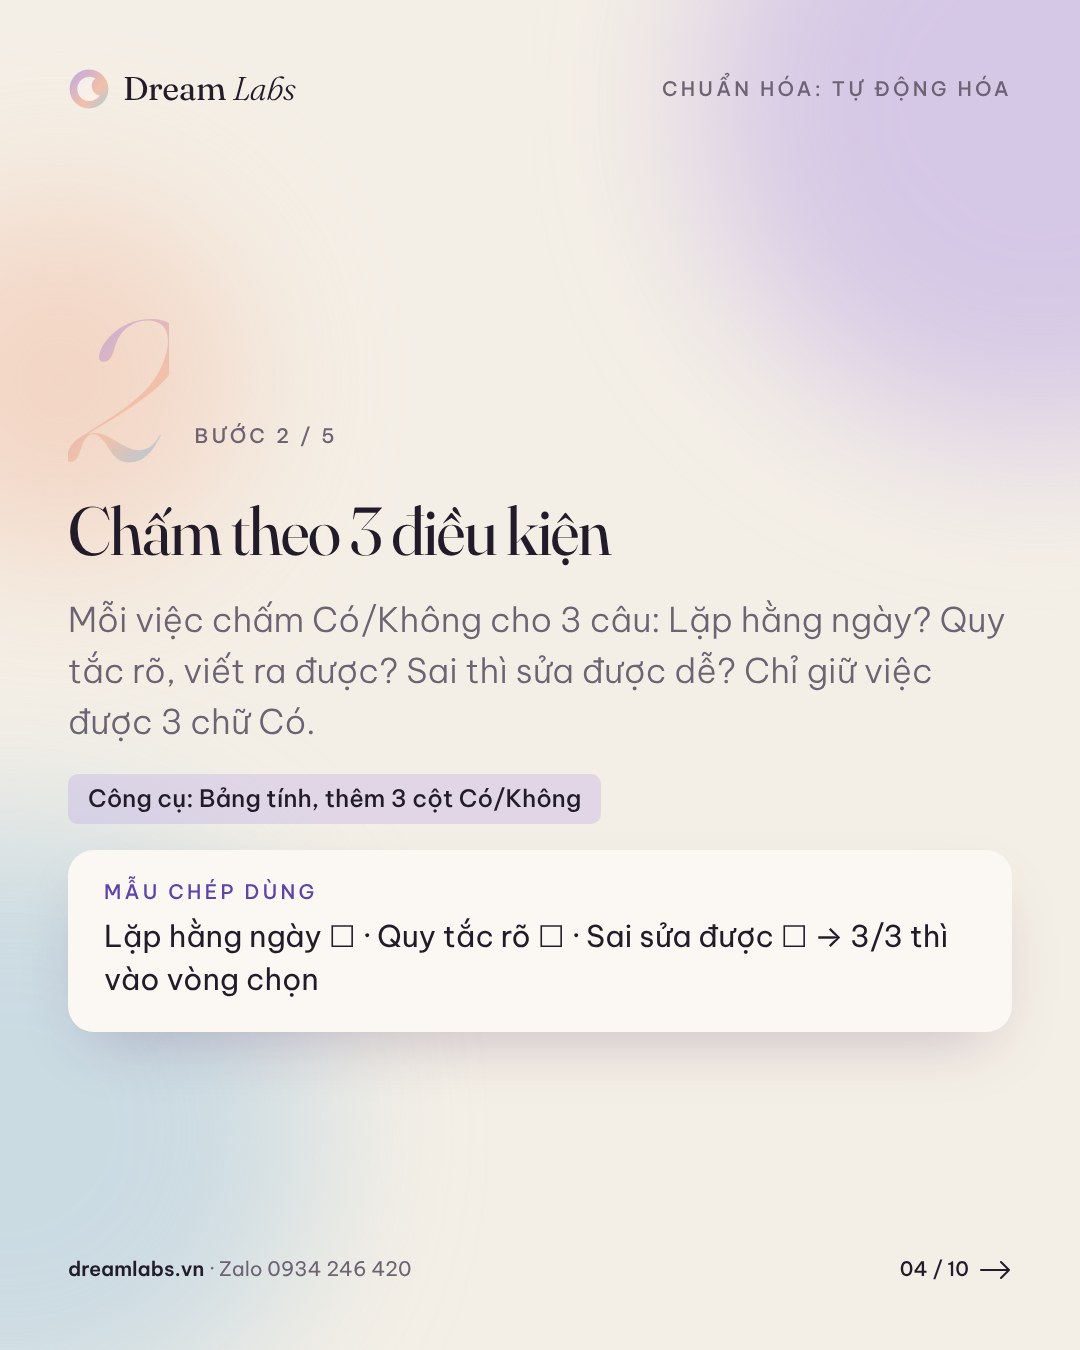 Dream Labs
CHUẨN HÓA: TỰ ĐỘNG HÓA
2
BƯỚC 2 / 5
Chấm theo 3 điều kiện
Mỗi việc chấm Có/Không cho 3 câu: Lặp hằng ngày? Quy
tắc rõ, viết ra được? Sai thì sửa được dễ? Chỉ giữ việc
được 3 chữ Có.
Công cụ: Bảng tính, thêm 3 cột Có/Không
MẪU CHÉP DÙNG
Lặp hằng ngày ☐ · Quy tắc rõ ☐ · Sai sửa được ☐ → 3/3 thì
vào vòng chọn
dreamlabs.vn · Zalo 0934 246 420
04 / 10 →